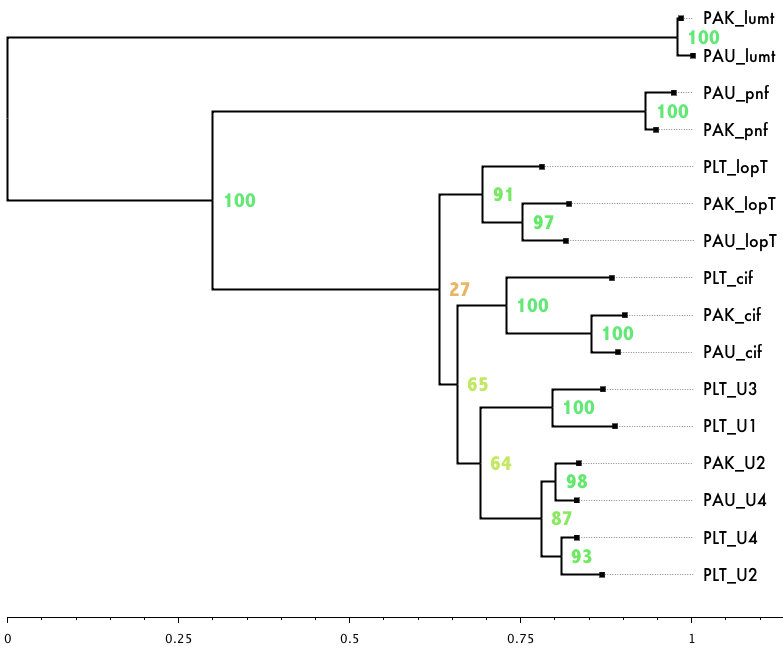 PAK_lumt
100
PAU_lumt
PAU_pnf
100
PAK_pnf
PLT_lopT
91
100
PAK_lopT
97
PAU_lopT
PLT_cif
27
100
PAK_cif
100
PAU_cif
65
PLT_U3
100
PLT_U1
PAK_U2
64
98
PAU_U4
87
PLT_U4
93
PLT_U2
0 0.25 0.5 0.75 1